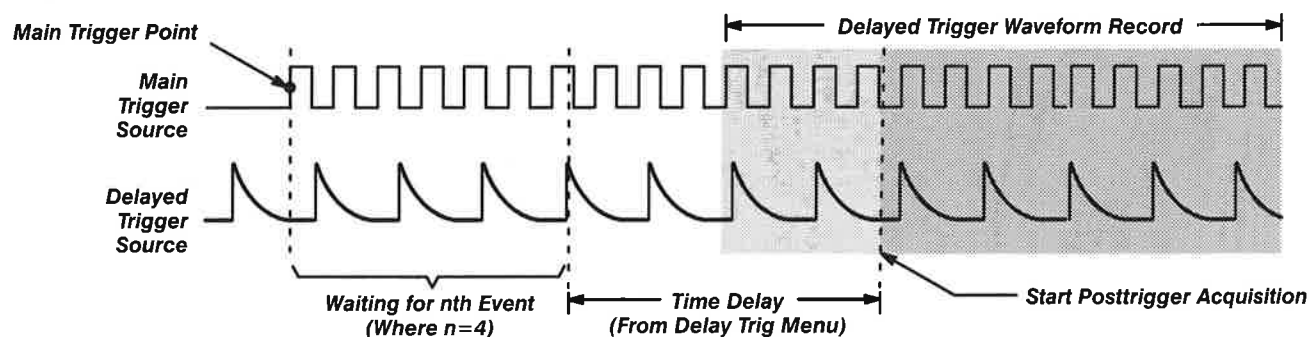 Delayed Trigger Waveform Record
Main Trigger Point
Main
Trigger
Source
Delayed
Trigger
Source
Waiting for nth Event
(Where n=4)
Time Delay
(From Delay Trig Menu)
Start Posttrigger Acquisition